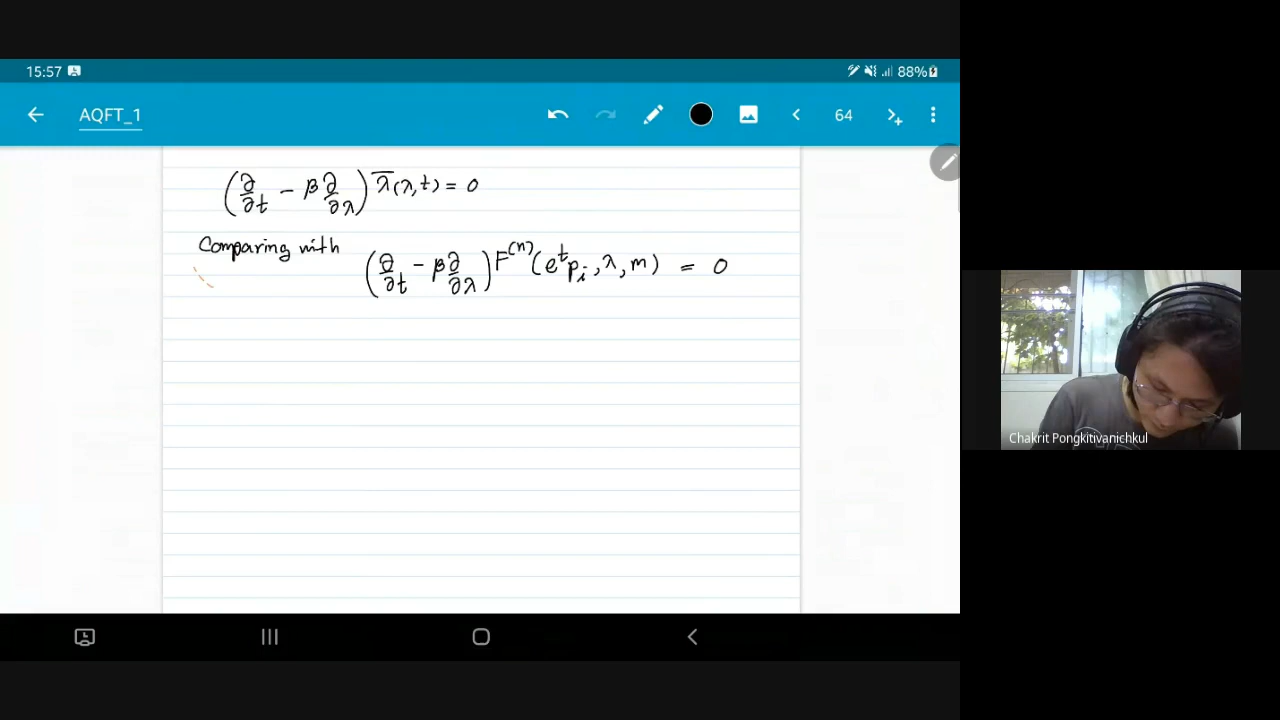 15:57 88%
AQFT_1 64
(∂/∂t − β ∂/∂λ) λ̅(λ,t) = 0
Comparing with
(∂/∂t − β ∂/∂λ) F^(n)(e^t p_i, λ, m) = 0
Chakrit Pongkitivanichkul